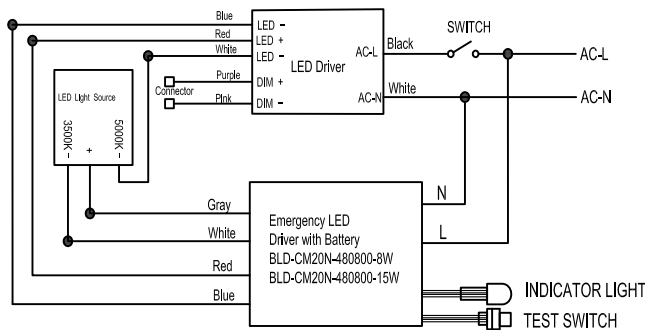 Blue
LED −
Red
LED +
White
LED −
LED Driver
Purple
DIM +
Connector
Pink
DIM −
AC-L
Black
SWITCH
AC-L
AC-N
White
AC-N
LED Light Source
3500K −
+
5000K −
Gray
White
Red
Blue
Emergency LED
Driver with Battery
BLD-CM20N-480800-8W
BLD-CM20N-480800-15W
N
L
INDICATOR LIGHT
TEST SWITCH